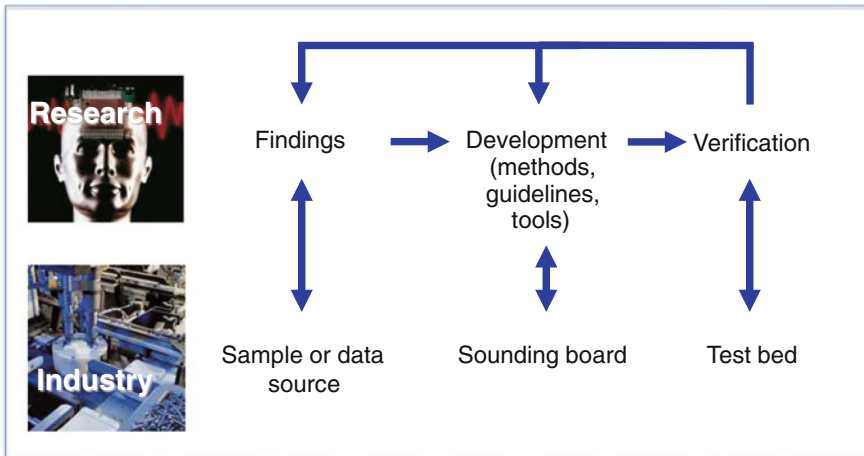 Research
Findings
Development
(methods,
guidelines,
tools)
Verification
Industry
Sample or data
source
Sounding board
Test bed